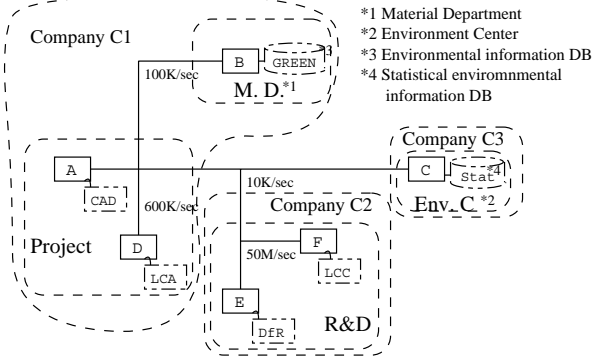 *1 Material Department
*2 Environment Center
*3 Environmental information DB
*4 Statistical enviromnmental
information DB
Company C1
B
GREEN*3
100K/sec
M. D.*1
Company C3
A
C
Stat*4
CAD
10K/sec
Env. C *2
600K/sec
Company C2
Project
D
F
50M/sec
LCA
LCC
E
DfR
R&D